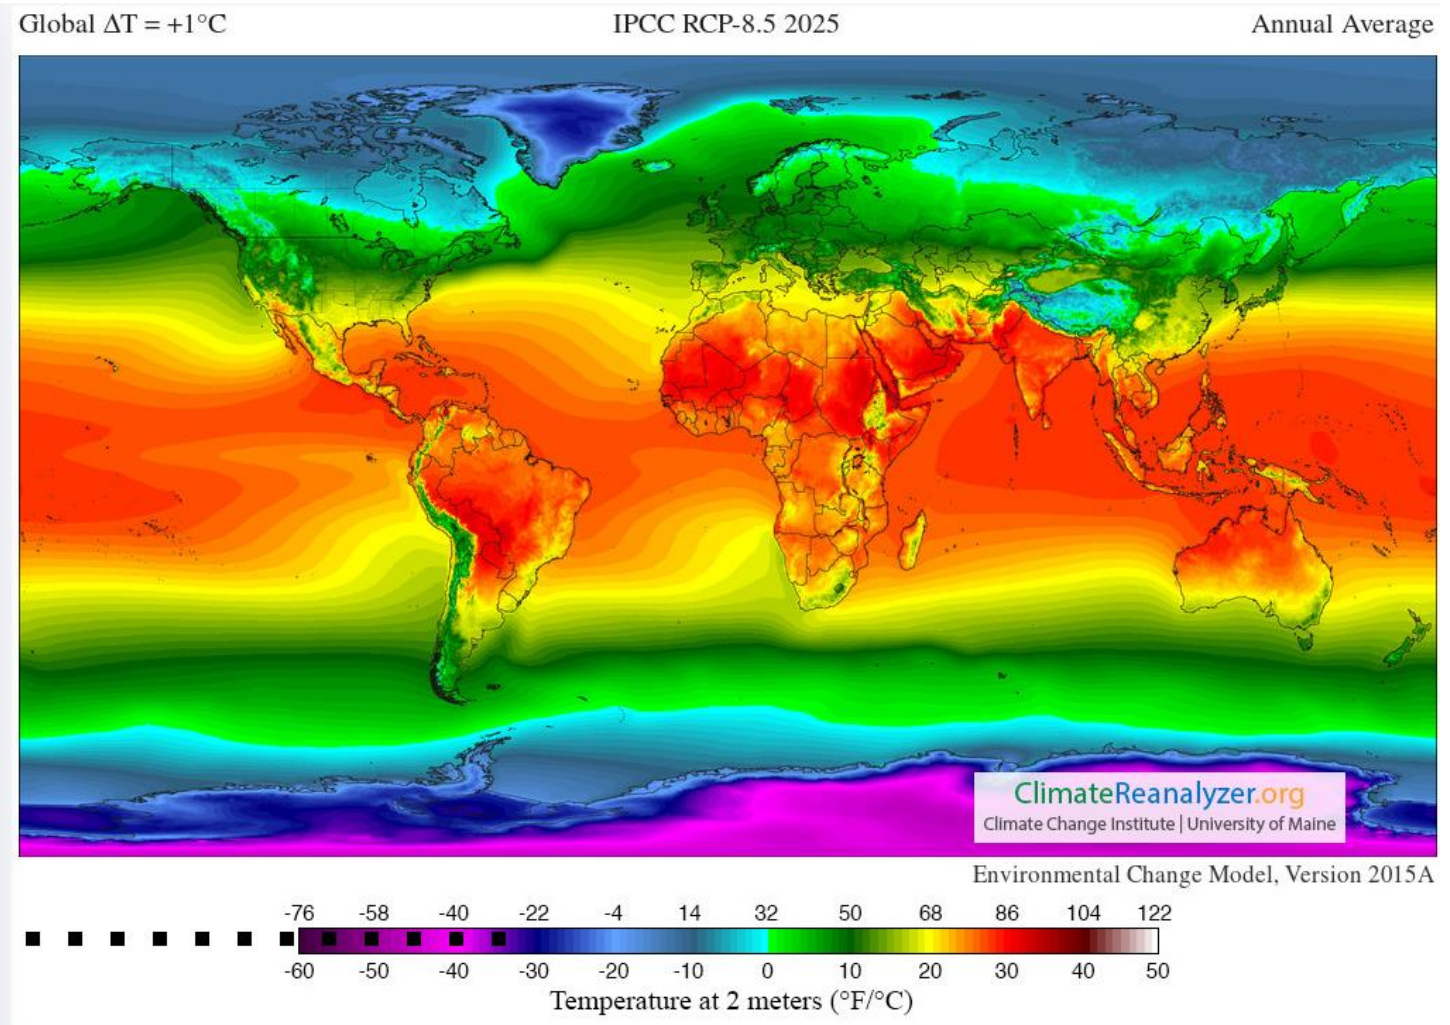 Global ΔT = +1°C IPCC RCP-8.5 2025 Annual Average
ClimateReanalyzer.org
Climate Change Institute | University of Maine
Environmental Change Model, Version 2015A
-76 -58 -40 -22 -4 14 32 50 68 86 104 122
-60 -50 -40 -30 -20 -10 0 10 20 30 40 50
Temperature at 2 meters (°F/°C)